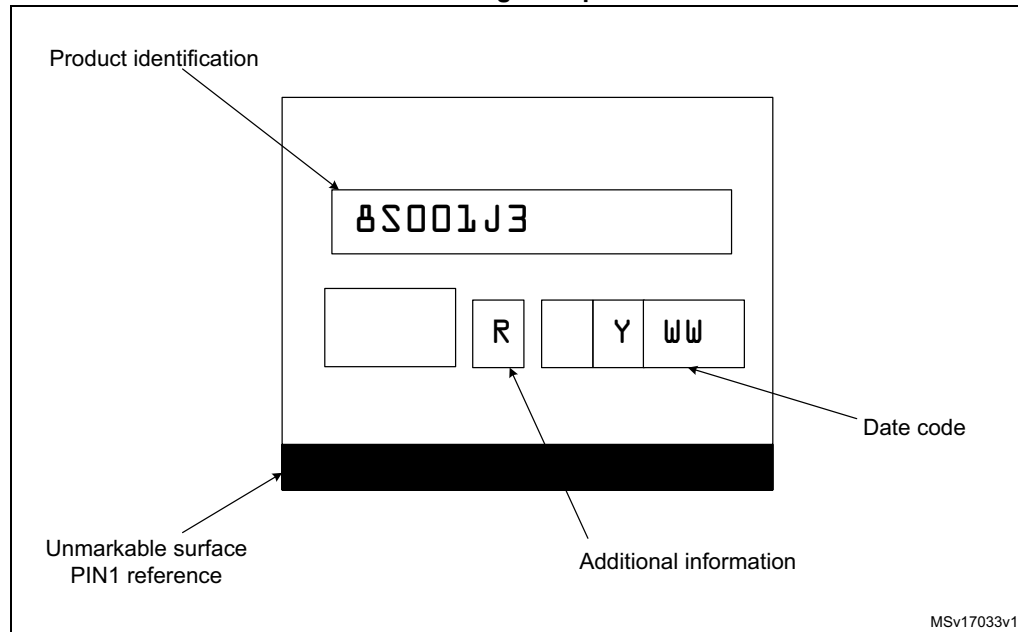 Product identification
8S001J3
R Y WW
Date code
Unmarkable surface
PIN1 reference
Additional information
MSv17033v1